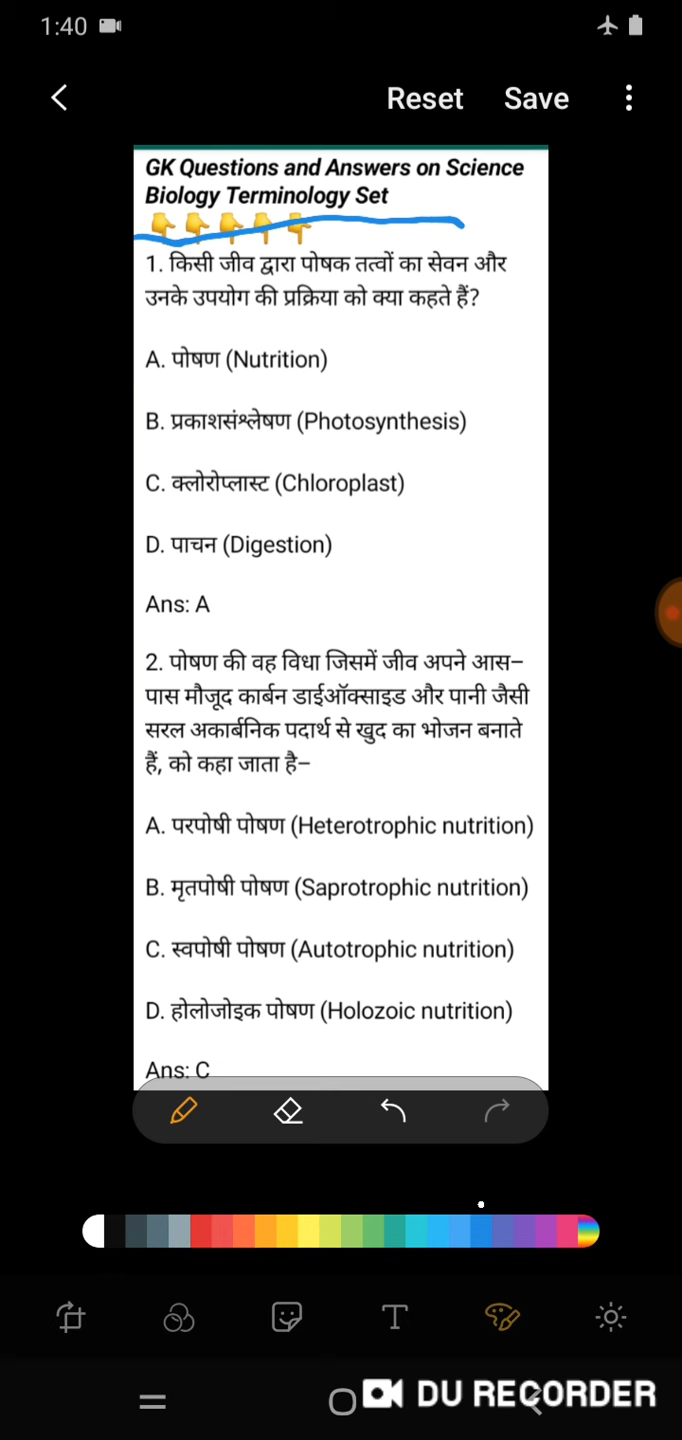 1:40
Reset Save
GK Questions and Answers on Science
Biology Terminology Set
1. किसी जीव द्वारा पोषक तत्वों का सेवन और
उनके उपयोग की प्रक्रिया को क्या कहते हैं?
A. पोषण (Nutrition)
B. प्रकाशसंश्लेषण (Photosynthesis)
C. क्लोरोप्लास्ट (Chloroplast)
D. पाचन (Digestion)
Ans: A
2. पोषण की वह विधा जिसमें जीव अपने आस-
पास मौजूद कार्बन डाईऑक्साइड और पानी जैसी
सरल अकार्बनिक पदार्थ से खुद का भोजन बनाते
हैं, को कहा जाता है-
A. परपोषी पोषण (Heterotrophic nutrition)
B. मृतपोषी पोषण (Saprotrophic nutrition)
C. स्वपोषी पोषण (Autotrophic nutrition)
D. होलोजोइक पोषण (Holozoic nutrition)
Ans: C
T
DU RECORDER